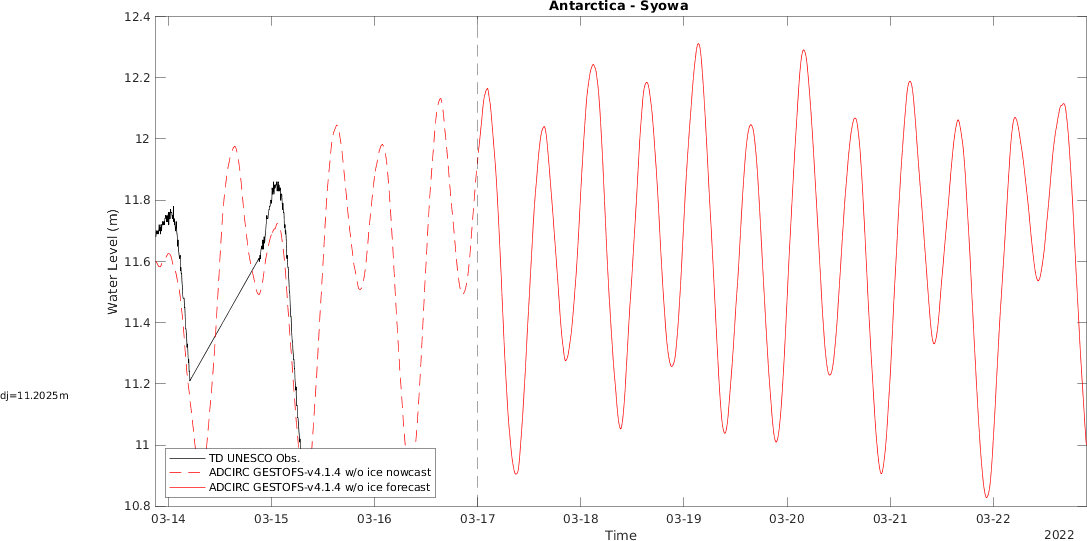 Antarctica - Syowa
12.4
12.2
12
11.8
11.6
11.4
11.2
11
10.8
Water Level (m)
dj=11.2025m
TD UNESCO Obs.
ADCIRC GESTOFS-v4.1.4 w/o ice nowcast
ADCIRC GESTOFS-v4.1.4 w/o ice forecast
03-14 03-15 03-16 03-17 03-18 03-19 03-20 03-21 03-22
Time
2022